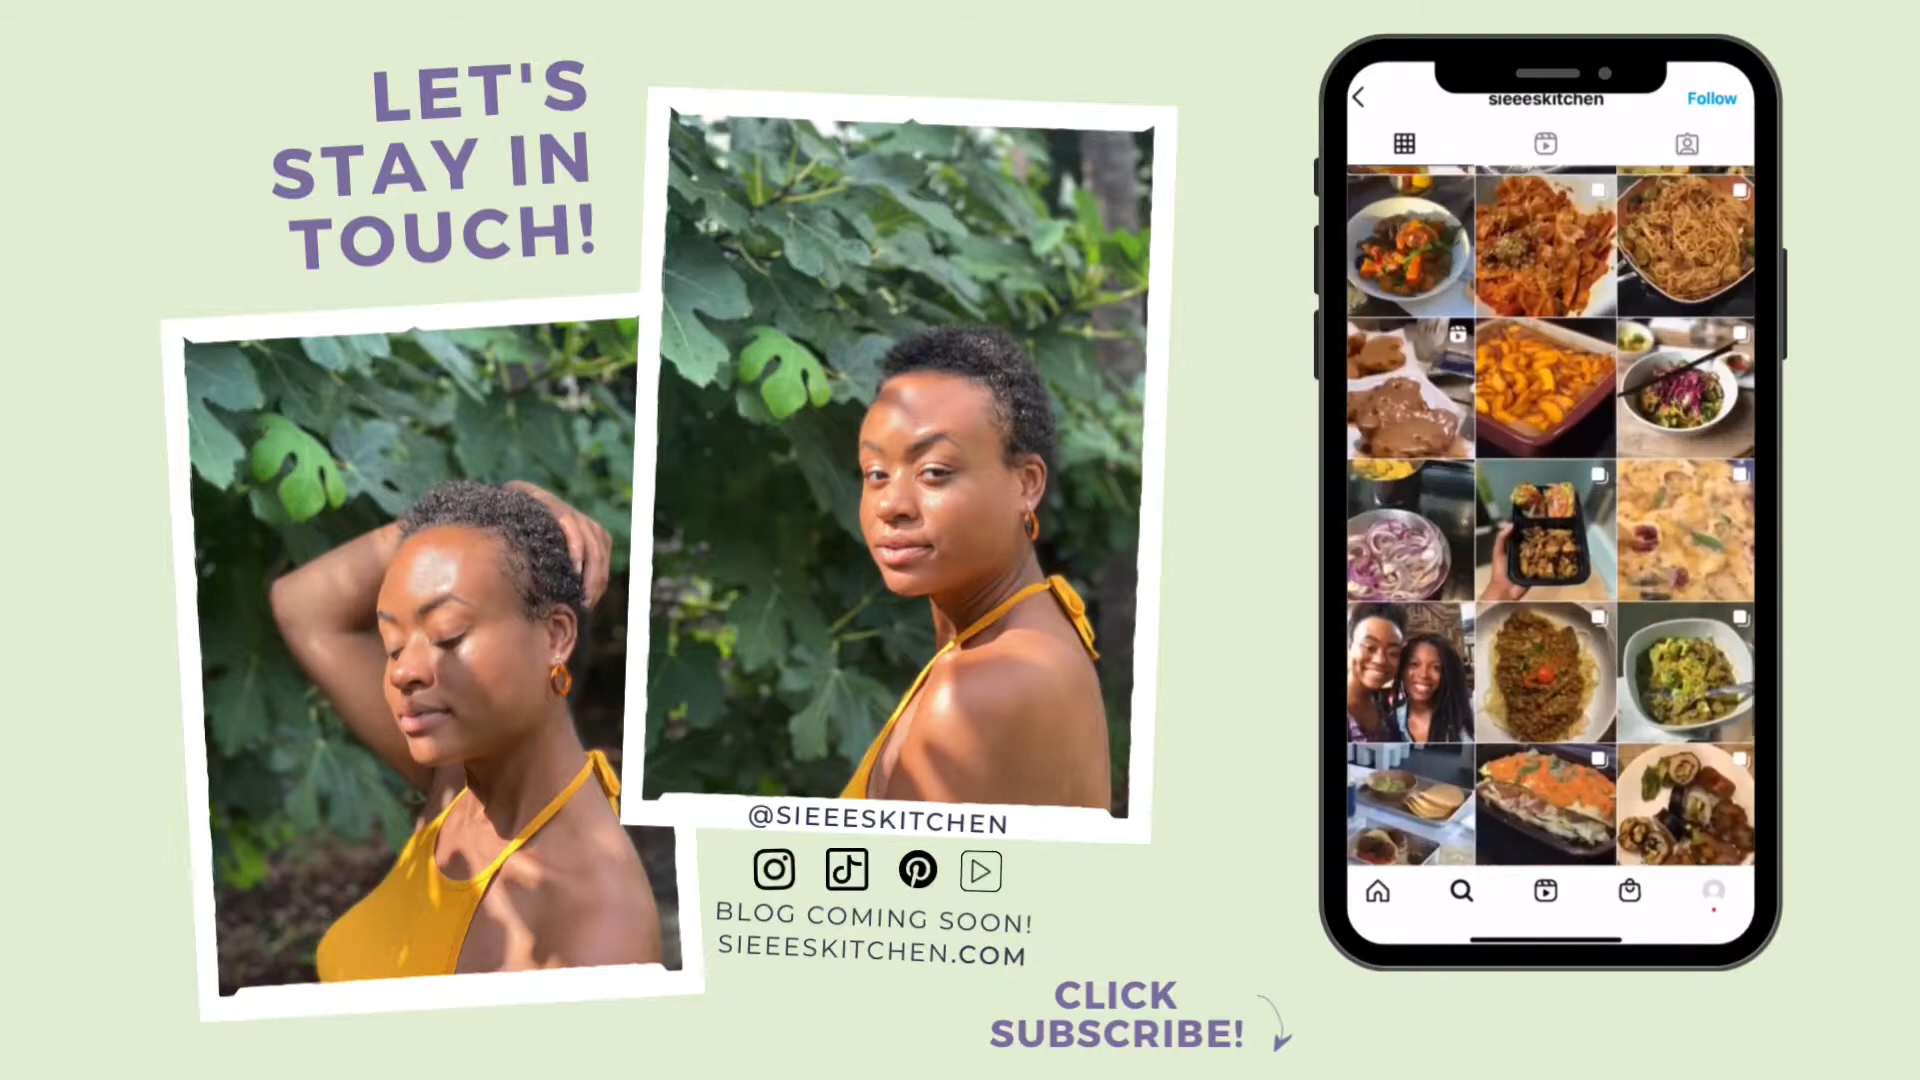 LET'S
STAY IN
TOUCH!
@SIEEESKITCHEN
BLOG COMING SOON!
SIEEESKITCHEN.COM
CLICK
SUBSCRIBE!
sieeeskitchen
Follow